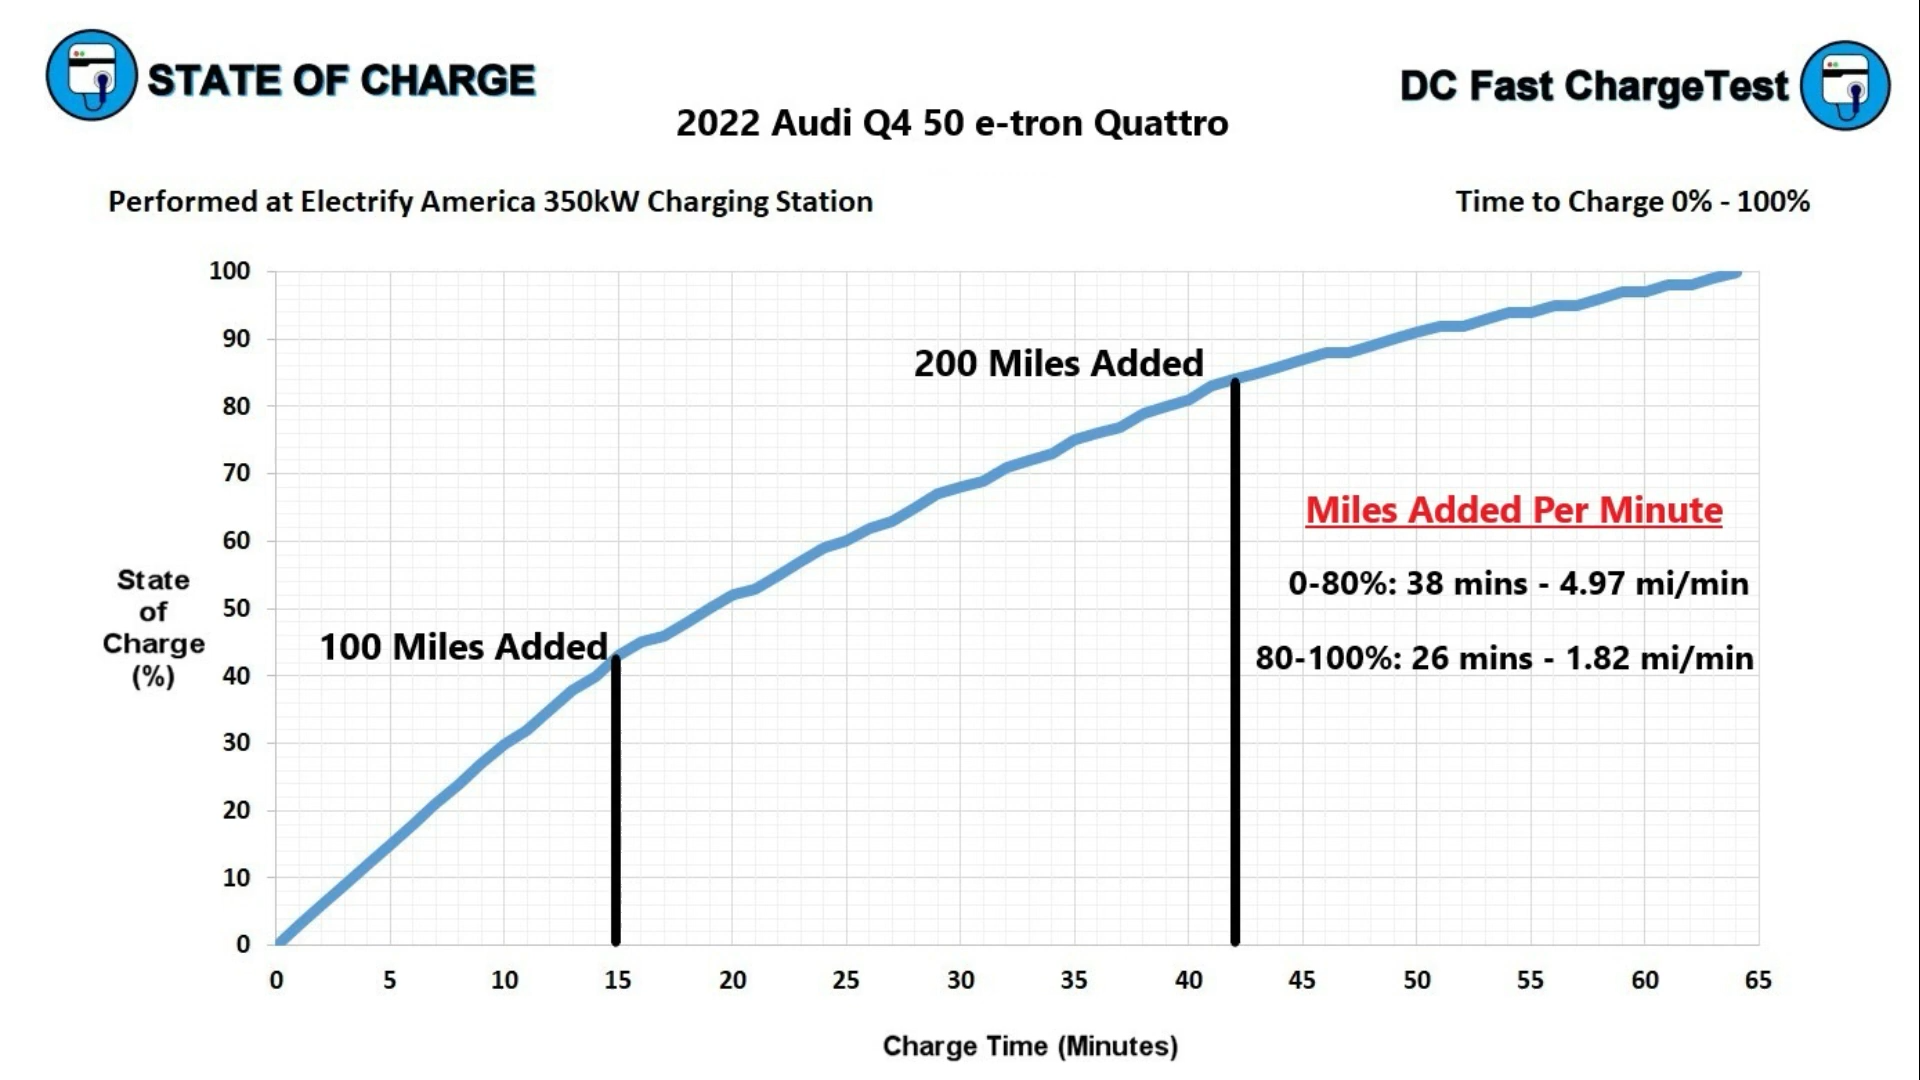 STATE OF CHARGE
DC Fast ChargeTest
2022 Audi Q4 50 e-tron Quattro
Performed at Electrify America 350kW Charging Station
Time to Charge 0% - 100%
100
90
80
70
60
50
40
30
20
10
0
State
of
Charge
(%)
200 Miles Added
100 Miles Added
Miles Added Per Minute
0-80%: 38 mins - 4.97 mi/min
80-100%: 26 mins - 1.82 mi/min
0 5 10 15 20 25 30 35 40 45 50 55 60 65
Charge Time (Minutes)